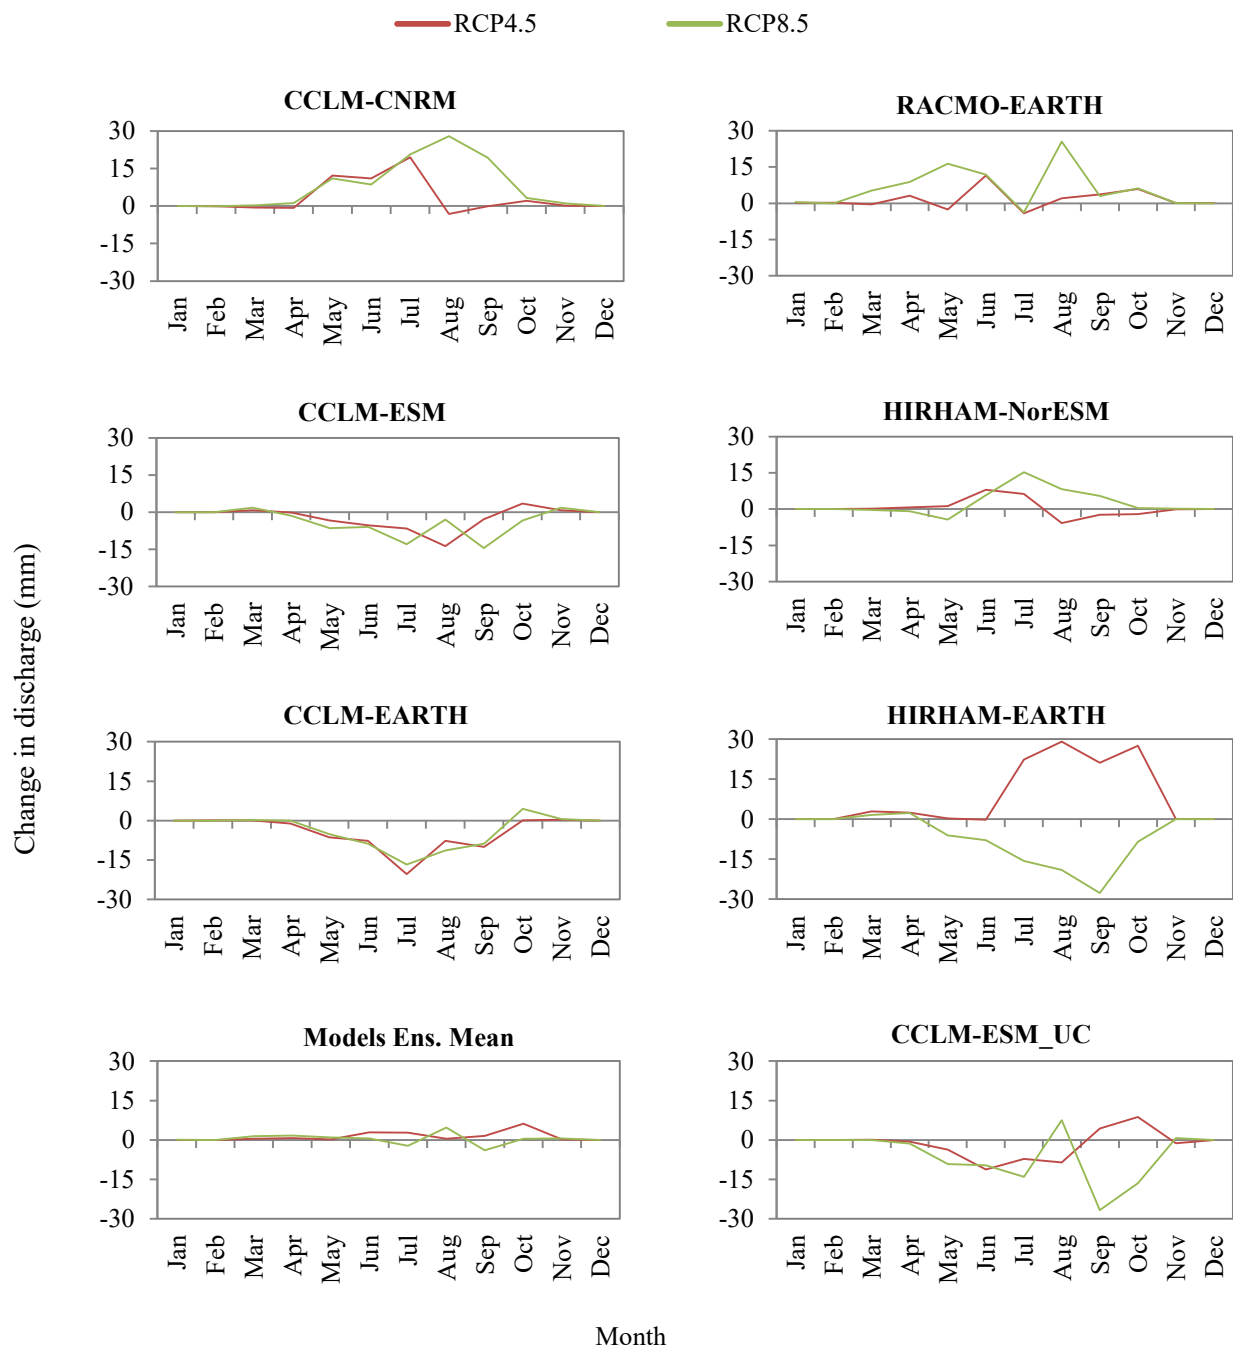 RCP4.5 RCP8.5
CCLM-CNRM
30
15
0
-15
-30
Jan Feb Mar Apr May Jun Jul Aug Sep Oct Nov Dec
RACMO-EARTH
30
15
0
-15
-30
Jan Feb Mar Apr May Jun Jul Aug Sep Oct Nov Dec
CCLM-ESM
30
15
0
-15
-30
Jan Feb Mar Apr May Jun Jul Aug Sep Oct Nov Dec
HIRHAM-NorESM
30
15
0
-15
-30
Jan Feb Mar Apr May Jun Jul Aug Sep Oct Nov Dec
Change in discharge (mm)
CCLM-EARTH
30
15
0
-15
-30
Jan Feb Mar Apr May Jun Jul Aug Sep Oct Nov Dec
HIRHAM-EARTH
30
15
0
-15
-30
Jan Feb Mar Apr May Jun Jul Aug Sep Oct Nov Dec
Models Ens. Mean
30
15
0
-15
-30
Jan Feb Mar Apr May Jun Jul Aug Sep Oct Nov Dec
CCLM-ESM_UC
30
15
0
-15
-30
Jan Feb Mar Apr May Jun Jul Aug Sep Oct Nov Dec
Month